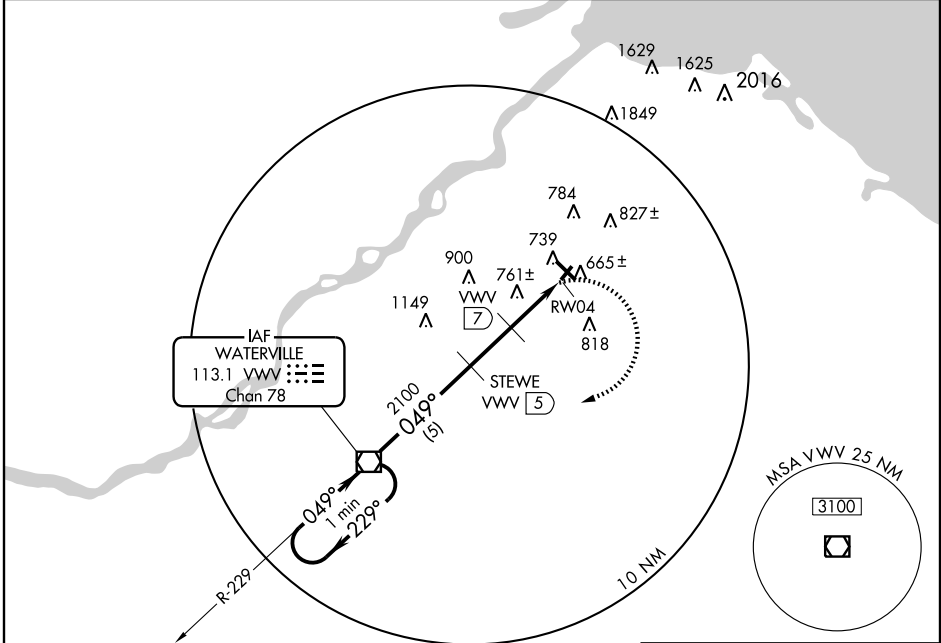 1629
1625
2016
1849
784
827±
739
665±
900
761±
VWV
7
1149
RW04
818
IAF
WATERVILLE
113.1 VWV
Chan 78
STEWE
VWV 5
2100
049°
(5)
049°
1 min
229°
R-229
10 NM
MSA VWV 25 NM
3100